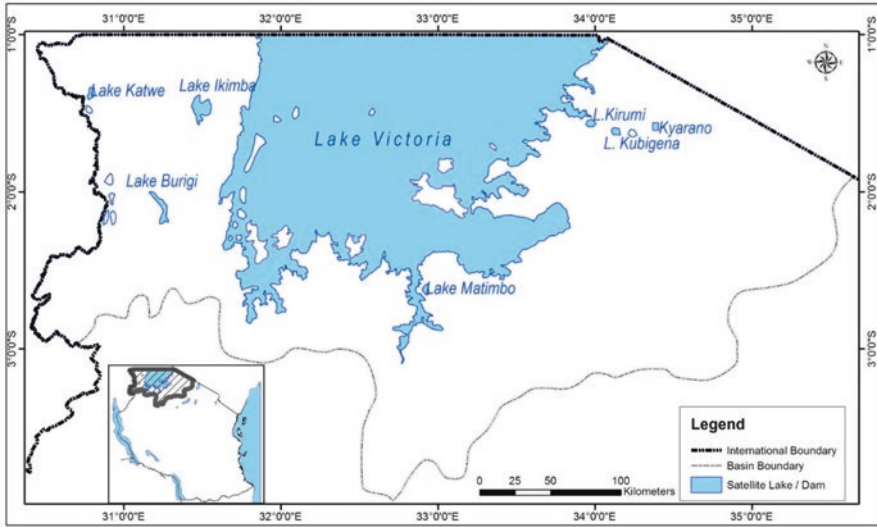 31°0'0"E 32°0'0"E 33°0'0"E 34°0'0"E 35°0'0"E
1°0'0"S 1°0'0"S
N
W E
S
Lake Katwe
Lake Ikimba
L.Kirumi
Kyarano
L. Kubigena
Lake Victoria
Lake Burigi
2°0'0"S 2°0'0"S
Lake Matimbo
3°0'0"S 3°0'0"S
Legend
International Boundary
Basin Boundary
Satellite Lake / Dam
0 25 50 100
Kilometers
31°0'0"E 32°0'0"E 33°0'0"E 34°0'0"E 35°0'0"E